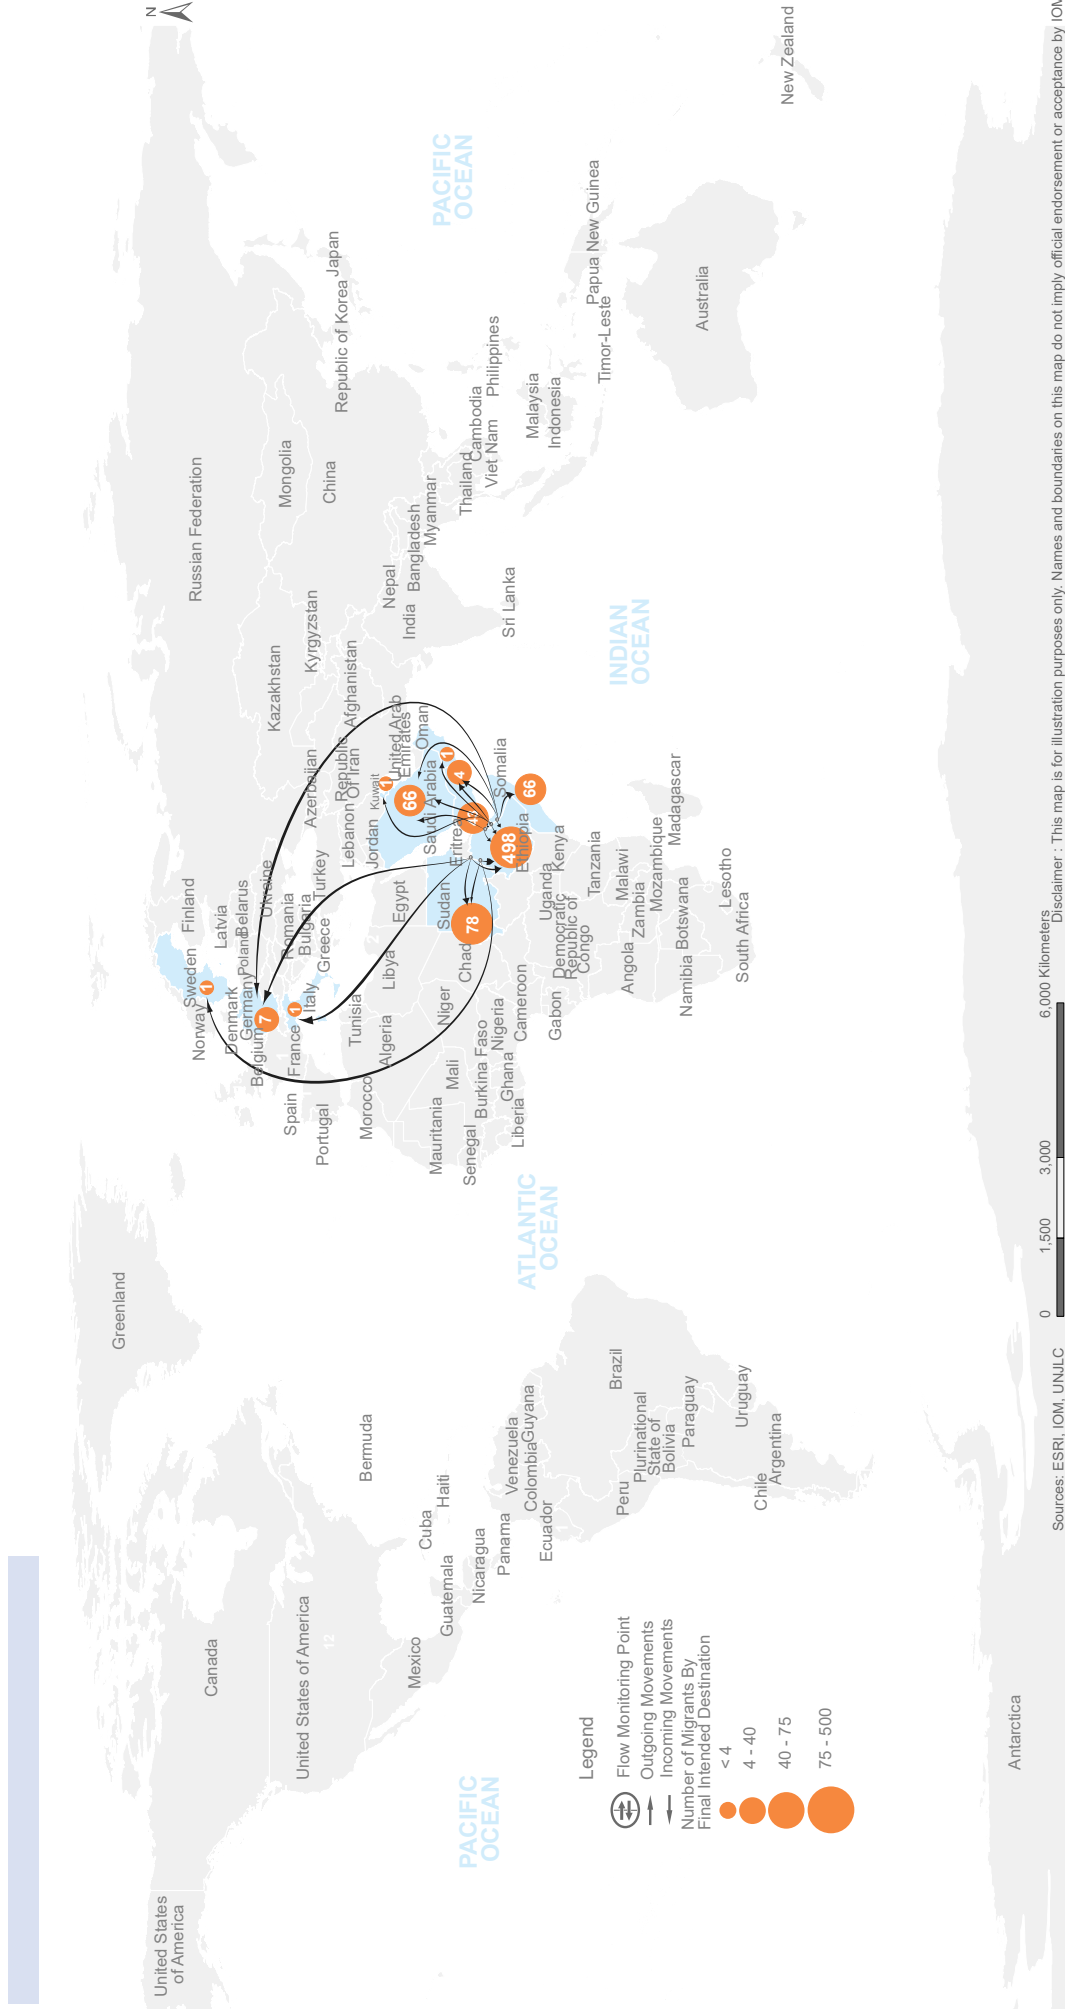 N
Greenland
Finland
Norway
Sweden
Russian Federation
Latvia
Denmark
Canada
Belarus
Poland
Germany
Belgium
Ukraine
Kazakhstan
Mongolia
United States
of America
France
Romania
Bulgaria
Italy
Spain
Portugal
Greece
Turkey
Azerbaijan
Kyrgyzstan
China
Japan
Republic of Korea
United States of America
12
Bermuda
Morocco
Tunisia
Algeria
Libya
2
Egypt
Lebanon
Jordan
Kuwait
Republic
Of Iran
Afghanistan
United Arab
Emirates
Oman
Saudi Arabia
Nepal
India
Bangladesh
Myanmar
PACIFIC
OCEAN
Mexico
Cuba
Haiti
Guatemala
Nicaragua
Panama
Mauritania
Mali
Niger
Chad
Sudan
Eritrea
Senegal
Burkina Faso
Nigeria
Ghana
Liberia
Cameroon
Ethiopia
Somalia
Thailand
Cambodia
Viet Nam
Philippines
Sri Lanka
Malaysia
Indonesia
PACIFIC
OCEAN
ATLANTIC
OCEAN
INDIAN
OCEAN
Venezuela
Colombia
Guyana
Ecuador
Gabon
Democratic
Republic of
Congo
Uganda
Kenya
Tanzania
Timor-Leste
Papua New Guinea
Peru
Brazil
Plurinational
State of
Bolivia
Paraguay
Angola
Zambia
Malawi
Mozambique
Madagascar
Namibia
Botswana
Lesotho
South Africa
Australia
New Zealand
Chile
Uruguay
Argentina
1
7
1
1
66
1
4
78
498
66
Legend
Flow Monitoring Point
Outgoing Movements
Incoming Movements
Number of Migrants By
Final Intended Destination
< 4
4 - 40
40 - 75
75 - 500
Antarctica
0 1,500 3,000 6,000 Kilometers
Sources: ESRI, IOM, UNJLC
Disclaimer : This map is for illustration purposes only. Names and boundaries on this map do not imply official endorsement or acceptance by IOM